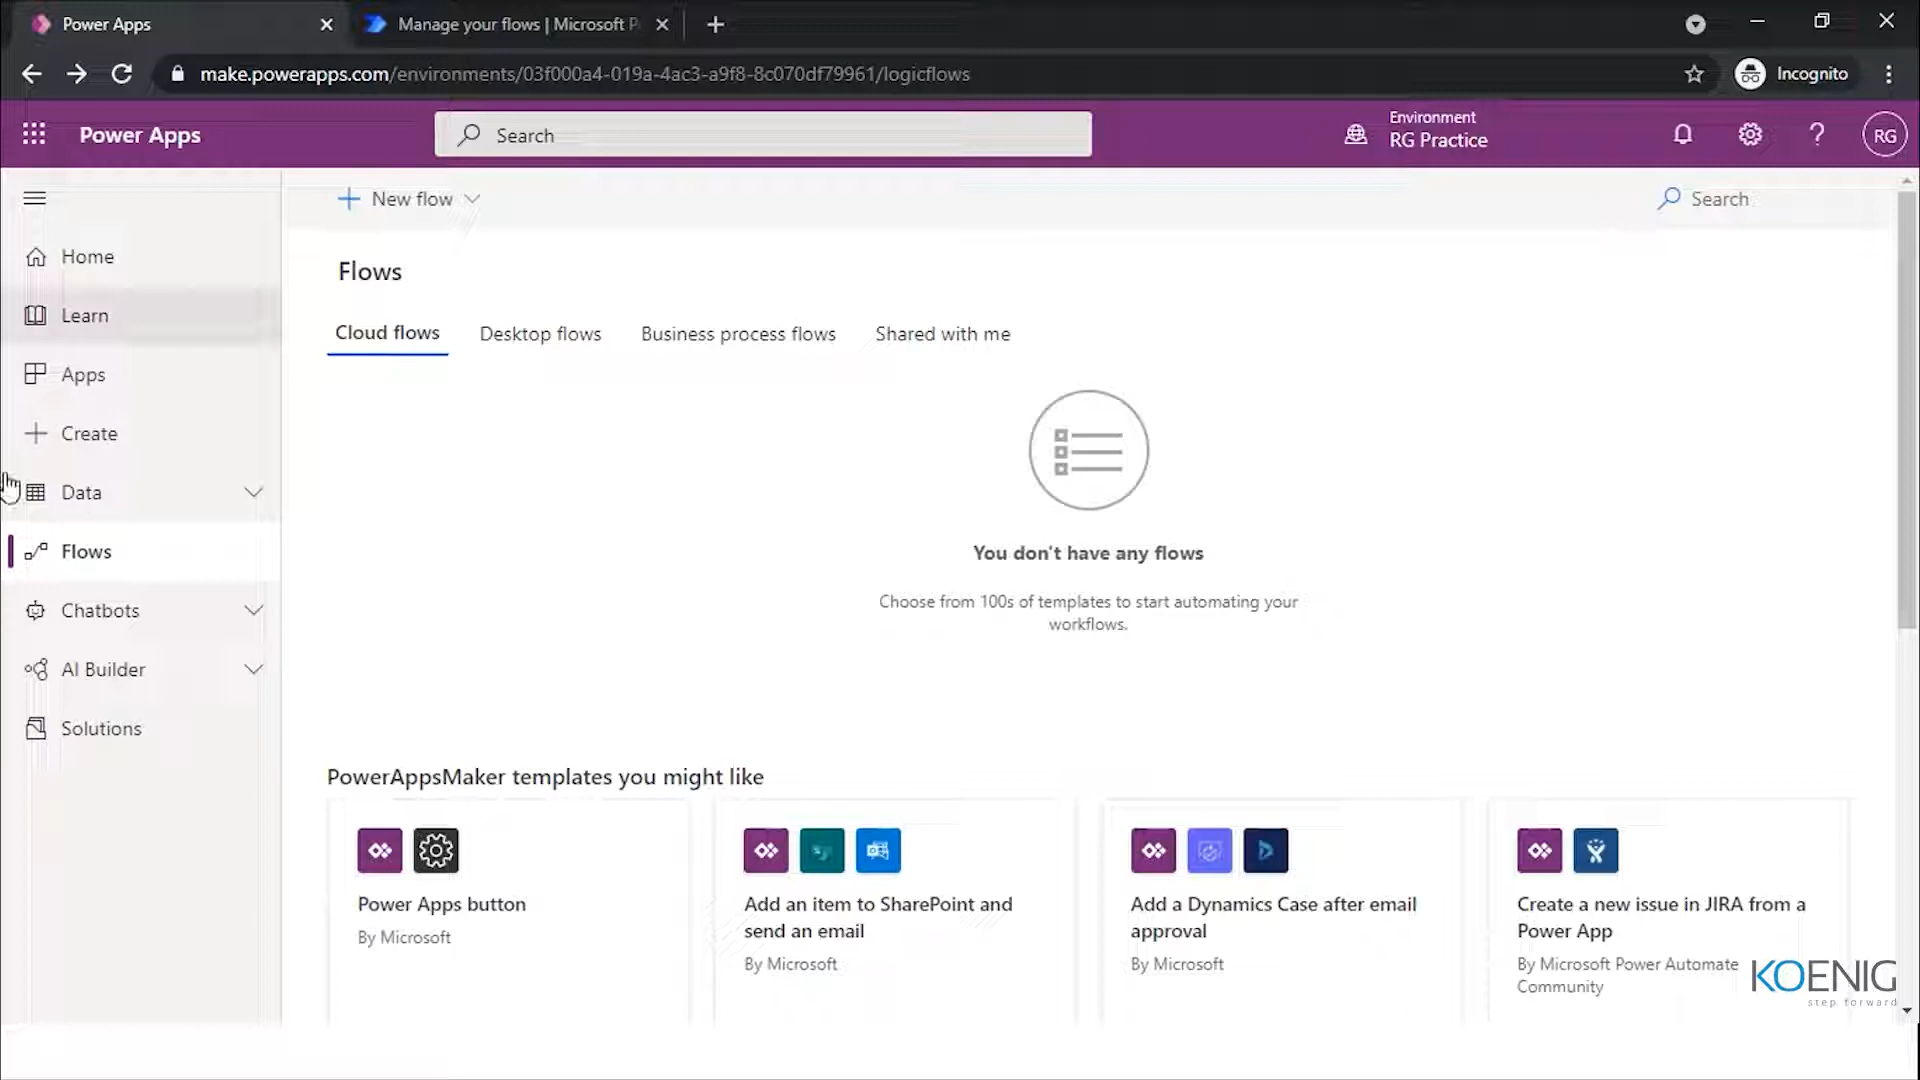 Power Apps
Manage your flows | Microsoft P
make.powerapps.com/environments/03f000a4-019a-4ac3-a9f8-8c070df79961/logicflows
Incognito
Power Apps
Search
Environment
RG Practice
RG
New flow
Search
Home
Learn
Apps
Create
Data
Flows
Chatbots
AI Builder
Solutions
Flows
Cloud flows
Desktop flows
Business process flows
Shared with me
You don't have any flows
Choose from 100s of templates to start automating your
workflows.
PowerAppsMaker templates you might like
Power Apps button
By Microsoft
Add an item to SharePoint and
send an email
By Microsoft
Add a Dynamics Case after email
approval
By Microsoft
Create a new issue in JIRA from a
Power App
By Microsoft Power Automate
Community
KOENIG
step forward